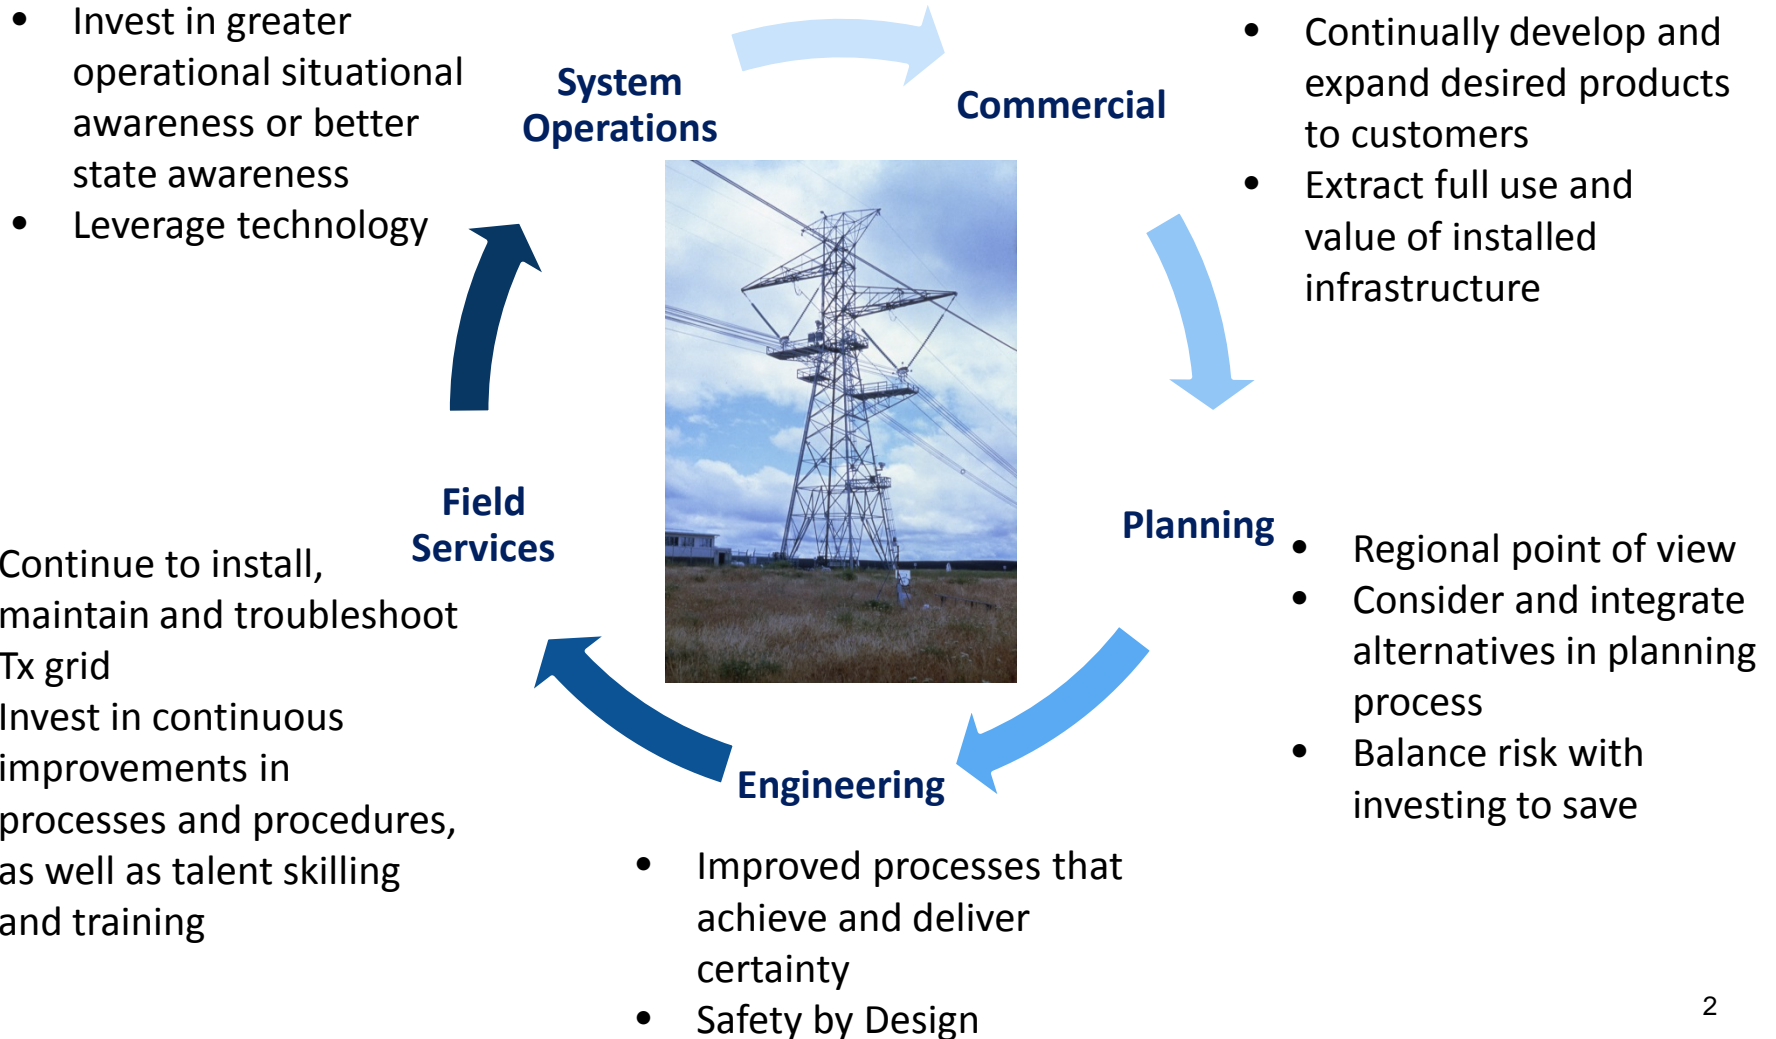 • Invest in greater
operational situational
awareness or better
state awareness
• Leverage technology
System
Operations
Commercial
• Continually develop and
expand desired products
to customers
• Extract full use and
value of installed
infrastructure
Field
Services
Continue to install,
maintain and troubleshoot
Tx grid
Invest in continuous
improvements in
processes and procedures,
as well as talent skilling
and training
Planning
• Regional point of view
• Consider and integrate
alternatives in planning
process
• Balance risk with
investing to save
Engineering
• Improved processes that
achieve and deliver
certainty
• Safety by Design
2